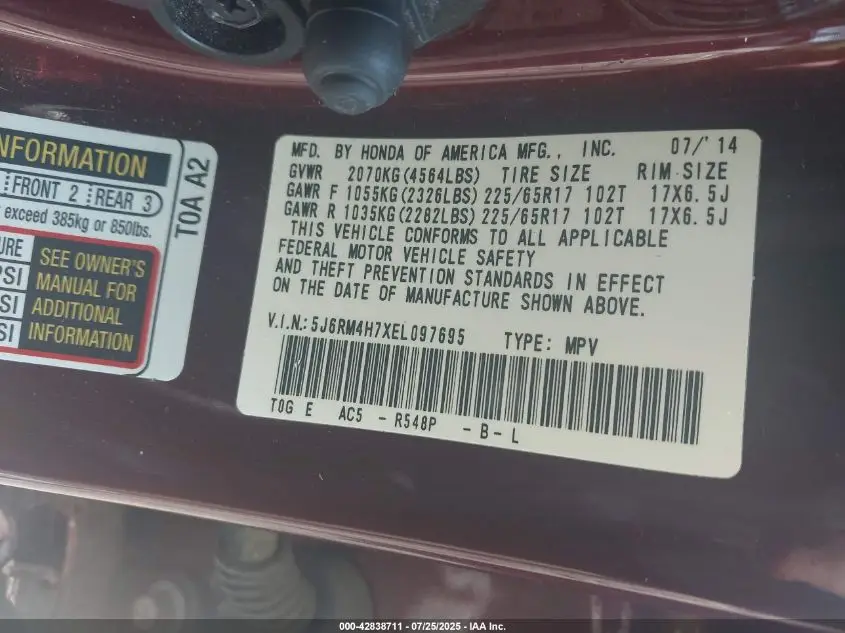 NFORMATION
FRONT 2 REAR 3
exceed 385kg or 850lbs.
URE
PSI
SI
SI
SEE OWNER'S
MANUAL FOR
ADDITIONAL
INFORMATION
T0A A2
MFD. BY HONDA OF AMERICA MFG., INC. 07/'14
GVWR 2070KG(4564LBS) TIRE SIZE RIM SIZE
GAWR F 1055KG(2326LBS) 225/65R17 102T 17X6.5J
GAWR R 1035KG(2282LBS) 225/65R17 102T 17X6.5J
THIS VEHICLE CONFORMS TO ALL APPLICABLE
FEDERAL MOTOR VEHICLE SAFETY
AND THEFT PREVENTION STANDARDS IN EFFECT
ON THE DATE OF MANUFACTURE SHOWN ABOVE.
V.I.N.:5J6RM4H7XEL097695 TYPE: MPV
T0G E AC5 - R548P - B - L
000-42838711 - 07/25/2025 - IAA Inc.